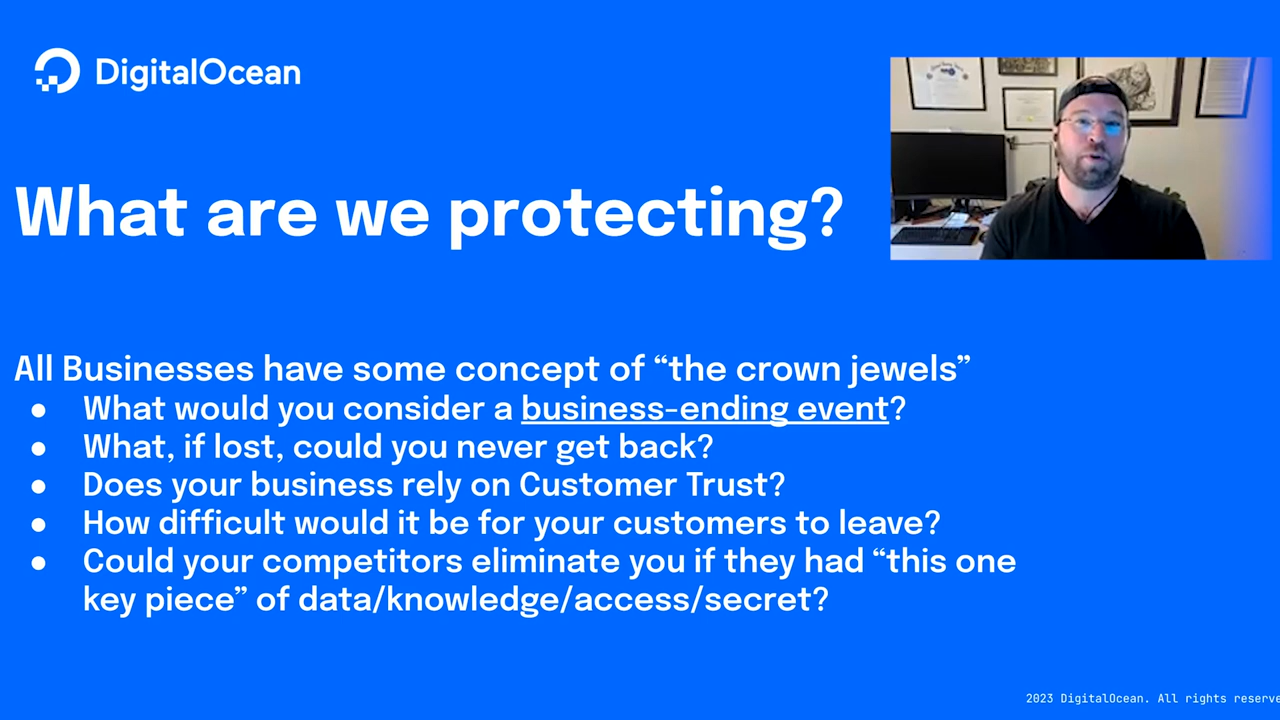 DigitalOcean
What are we protecting?
All Businesses have some concept of “the crown jewels”
● What would you consider a business-ending event?
● What, if lost, could you never get back?
● Does your business rely on Customer Trust?
● How difficult would it be for your customers to leave?
● Could your competitors eliminate you if they had “this one
key piece” of data/knowledge/access/secret?
2023 DigitalOcean. All rights reserve